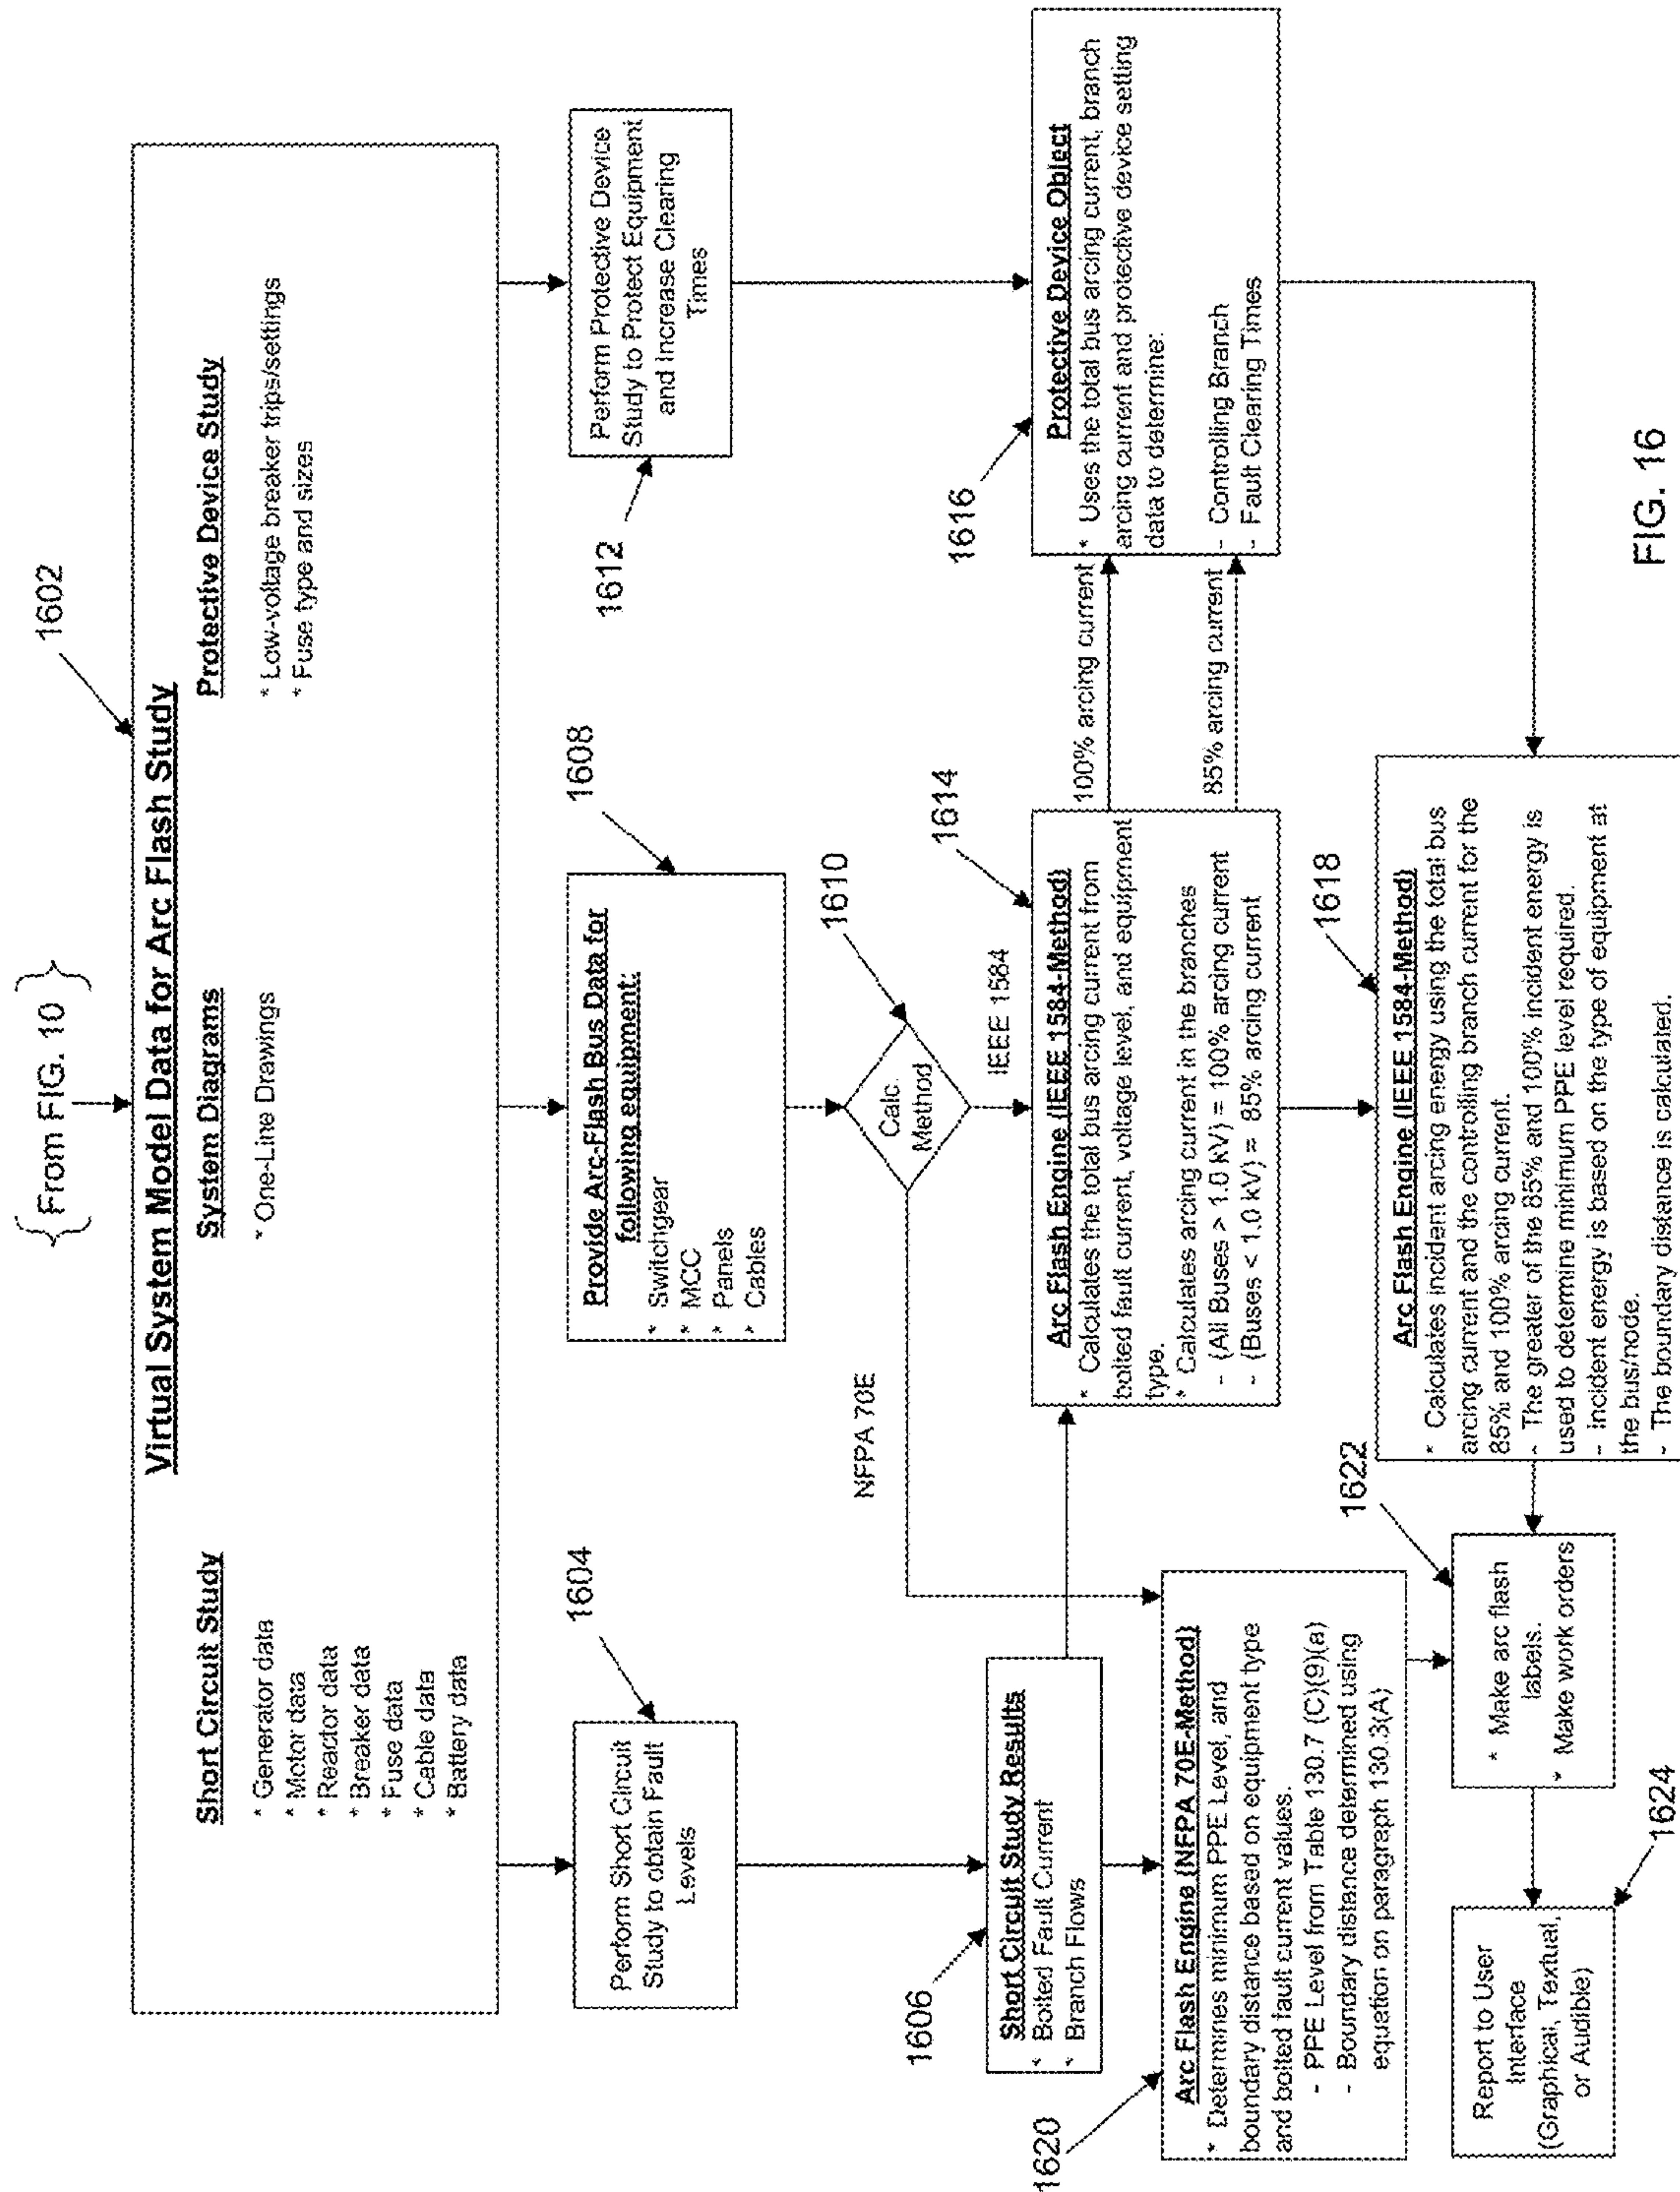 {From FIG. 10}
1602
Virtual System Model Data for Arc Flash Study
Short Circuit Study
* Generator data
* Motor data
* Reactor data
* Breaker data
* Fuse data
* Cable data
* Battery data
System Diagrams
* One-Line Drawings
Protective Device Study
* Low-voltage breaker trips/settings
* Fuse type and sizes
1604
Perform Short Circuit
Study to obtain Fault
Levels
1608
Provide Arc-Flash Bus Data for
following equipment:
* Switchgear
* MCC
* Panels
* Cables
1612
Perform Protective Device
Study to Protect Equipment
and Increase Clearing
Times
1610
Calc.
Method
NFPA 70E
IEEE 1584
1606
Short Circuit Study Results
* Bolted Fault Current
* Branch Flows
1614
Arc Flash Engine (IEEE 1584-Method)
* Calculates the total bus arcing current from
bolted fault current, voltage level, and equipment
type.
* Calculates arcing current in the branches
- (All Buses > 1.0 kV) = 100% arcing current
- (Buses < 1.0 kV) = 85% arcing current
100% arcing current
85% arcing current
1616
Protective Device Object
* Uses the total bus arcing current, branch
arcing current and protective device setting
data to determine:
- Controlling Branch
- Fault Clearing Times
1620
Arc Flash Engine (NFPA 70E-Method)
* Determines minimum PPE Level, and
boundary distance based on equipment type
and bolted fault current values.
- PPE Level from Table 130.7 (C)(9)(a)
- Boundary distance determined using
equation on paragraph 130.3(A)
1618
Arc Flash Engine (IEEE 1584-Method)
* Calculates incident arcing energy using the total bus
arcing current and the controlling branch current for the
85% and 100% arcing current.
- The greater of the 85% and 100% incident energy is
used to determine minimum PPE level required.
- Incident energy is based on the type of equipment at
the bus/node.
- The boundary distance is calculated.
1622
* Make arc flash
labels.
* Make work orders
1624
Report to User
Interface
(Graphical, Textual,
or Audible)
FIG. 16